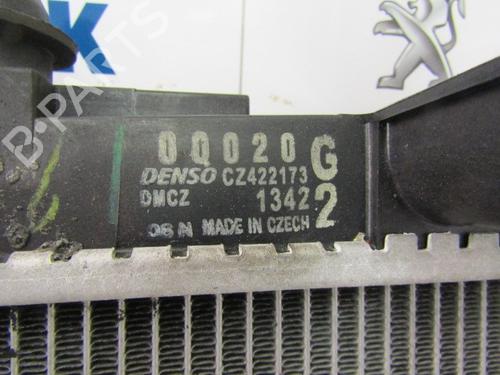 K
0Q020 G
DENSO CZ422173
DMCZ 1342 2
06 N MADE IN CZECH
B-PARTS